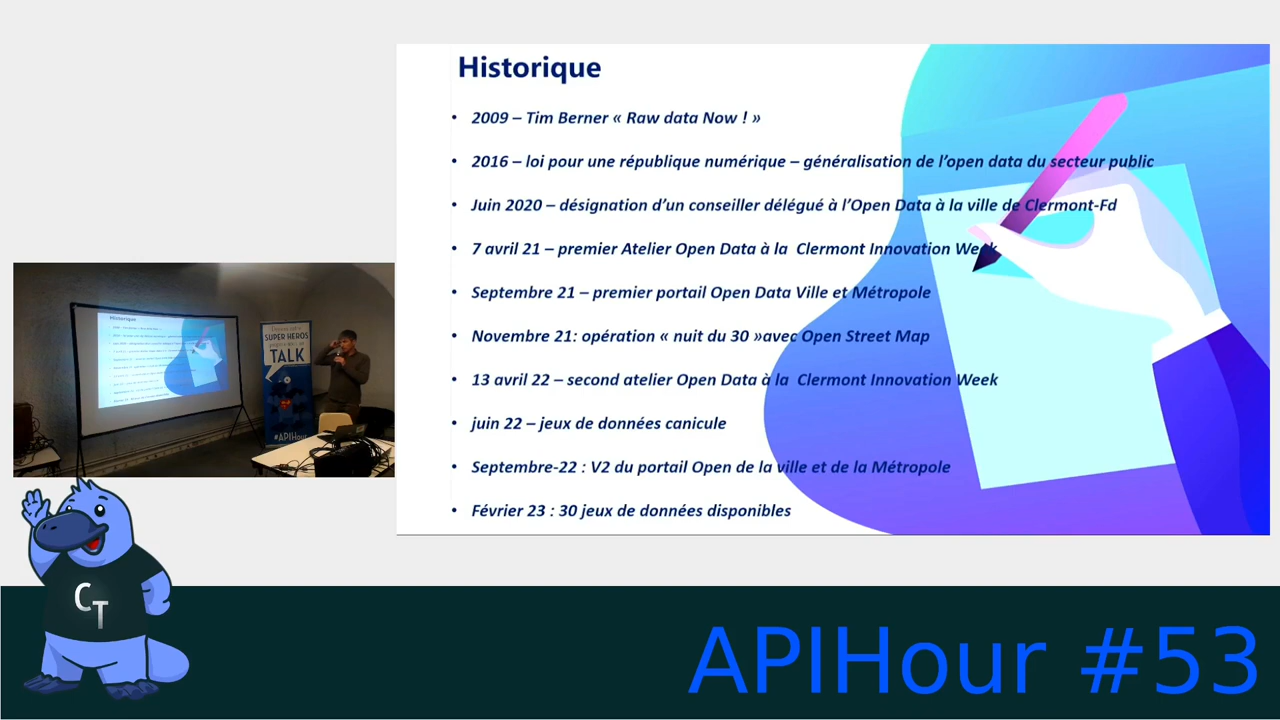 Historique
• 2009 – Tim Berner « Raw data Now ! »
• 2016 – loi pour une république numérique – généralisation de l'open data du secteur public
• Juin 2020 – désignation d'un conseiller délégué à l'Open Data à la ville de Clermont-Fd
• 7 avril 21 – premier Atelier Open Data à la  Clermont Innovation Week
• Septembre 21 – premier portail Open Data Ville et Métropole
• Novembre 21: opération « nuit du 30 »avec Open Street Map
• 13 avril 22 – second atelier Open Data à la  Clermont Innovation Week
• juin 22 – jeux de données canicule
• Septembre-22 : V2 du portail Open de la ville et de la Métropole
• Février 23 : 30 jeux de données disponibles
Historique
SUPER HEROS
TALK
#APIHour
CT
APIHour #53